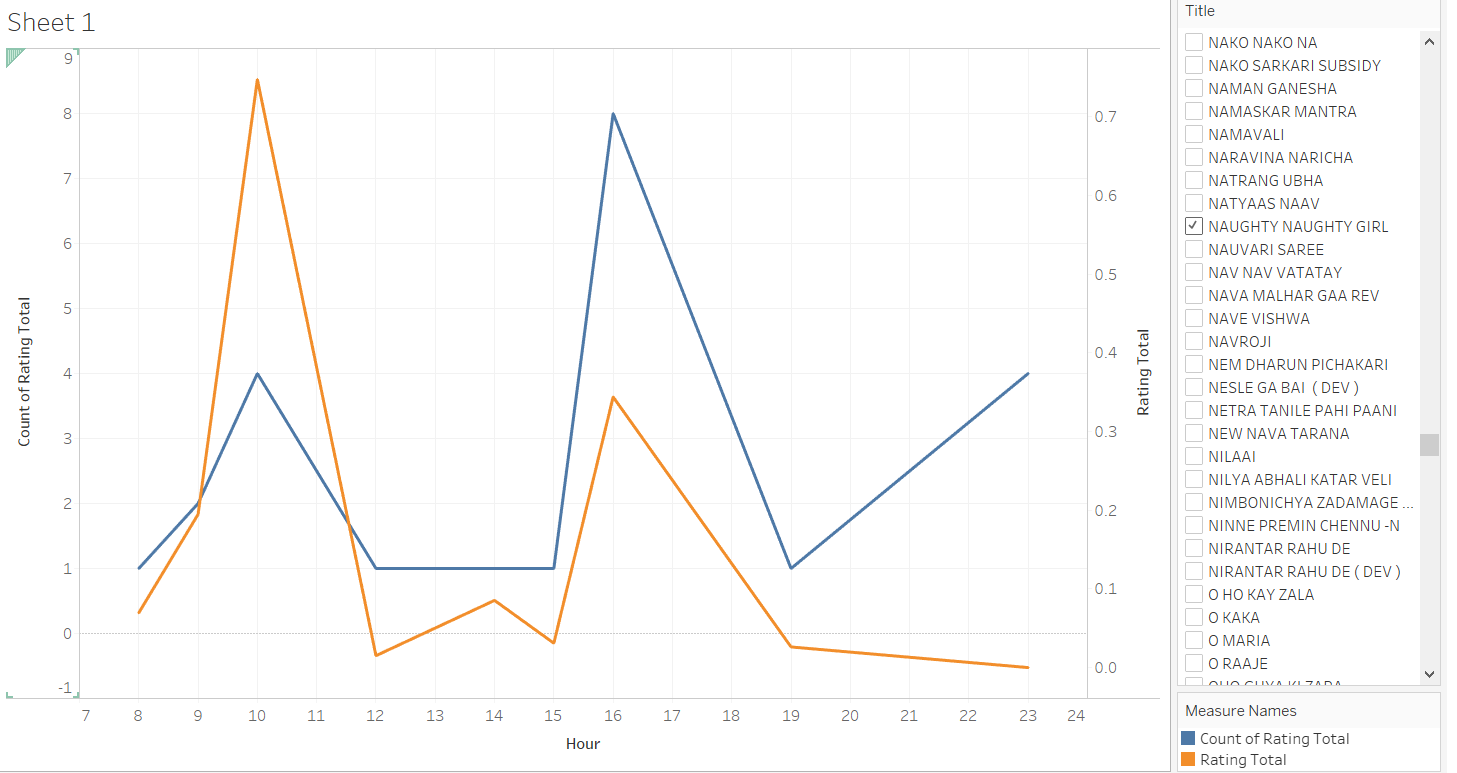 Sheet 1
9
8
7
6
5
4
3
2
1
0
-1
Count of Rating Total
0.7
0.6
0.5
0.4
0.3
0.2
0.1
0.0
Rating Total
7 8 9 10 11 12 13 14 15 16 17 18 19 20 21 22 23 24
Hour
Title
NAKO NAKO NA
NAKO SARKARI SUBSIDY
NAMAN GANESHA
NAMASKAR MANTRA
NAMAVALI
NARAVINA NARICHA
NATRANG UBHA
NATYAAS NAAV
NAUGHTY NAUGHTY GIRL
NAUVARI SAREE
NAV NAV VATATAY
NAVA MALHAR GAA REV
NAVE VISHWA
NAVROJI
NEM DHARUN PICHAKARI
NESLE GA BAI  ( DEV )
NETRA TANILE PAHI PAANI
NEW NAVA TARANA
NILAAI
NILYA ABHALI KATAR VELI
NIMBONICHYA ZADAMAGE ...
NINNE PREMIN CHENNU -N
NIRANTAR RAHU DE
NIRANTAR RAHU DE ( DEV )
O HO KAY ZALA
O KAKA
O MARIA
O RAAJE
Measure Names
Count of Rating Total
Rating Total